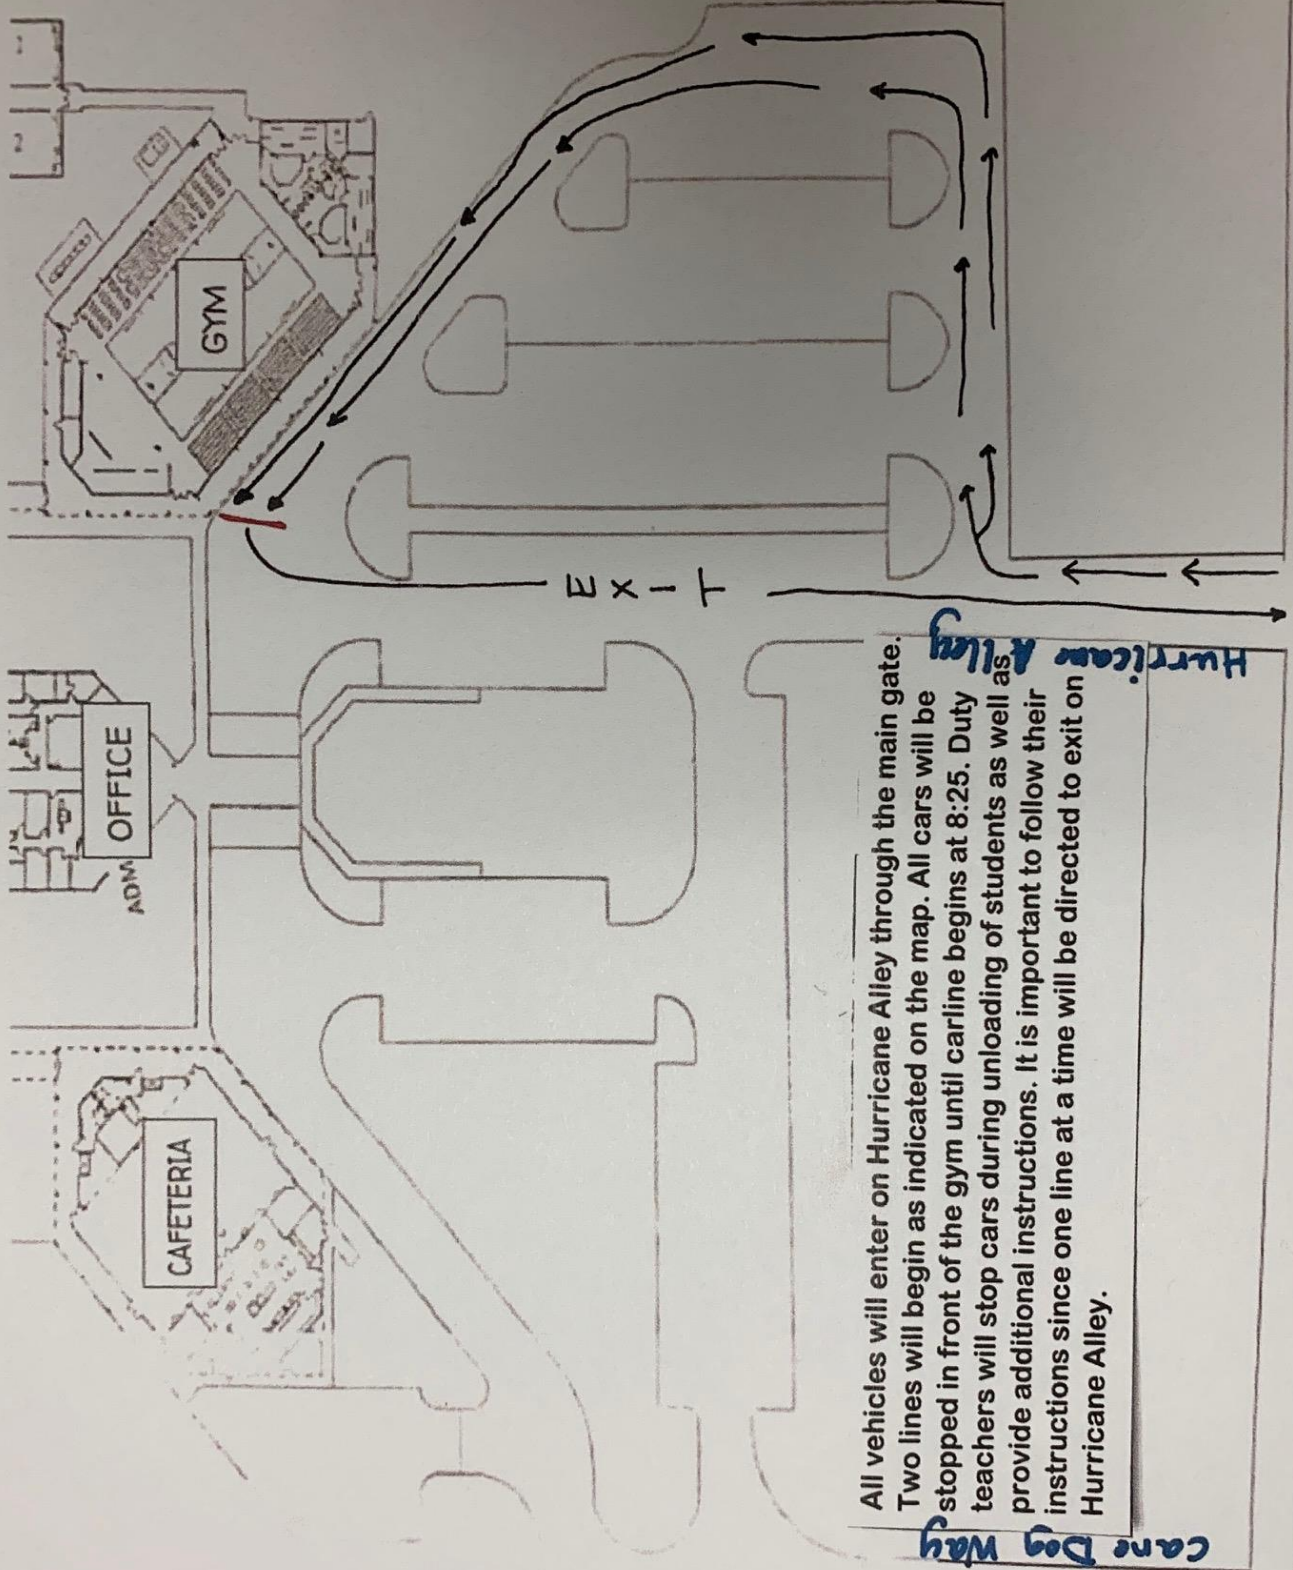 1
2
GYM
OFFICE
ADM
CAFETERIA
EXIT
Hurricane Alley
Cane Dog Way
All vehicles will enter on Hurricane Alley through the main gate.
Two lines will begin as indicated on the map. All cars will be
stopped in front of the gym until carline begins at 8:25. Duty
teachers will stop cars during unloading of students as well as
provide additional instructions. It is important to follow their
instructions since one line at a time will be directed to exit on
Hurricane Alley.